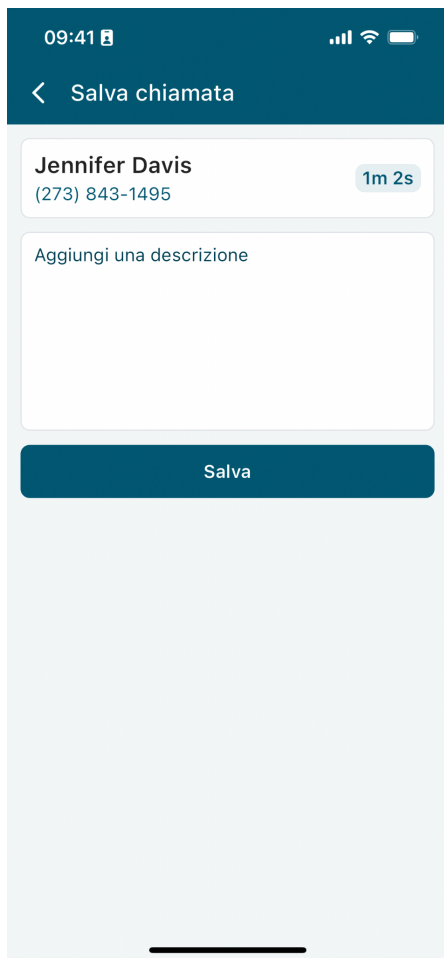 09:41
Salva chiamata
Jennifer Davis
(273) 843-1495
1m 2s
Aggiungi una descrizione
Salva